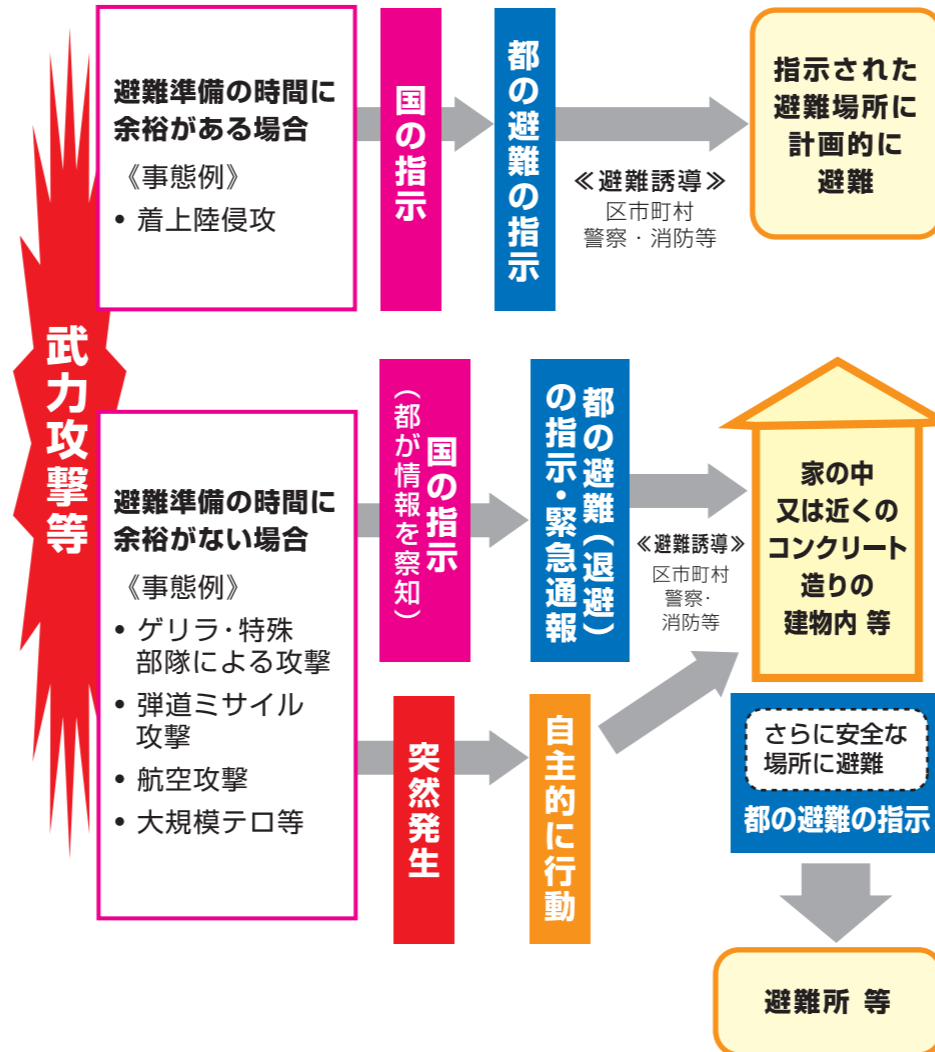 武力攻撃等
避難準備の時間に
余裕がある場合
《事態例》
• 着上陸侵攻
国の指示
都の避難の指示
≪避難誘導≫
区市町村
警察・消防等
指示された
避難場所に
計画的に
避難
避難準備の時間に
余裕がない場合
《事態例》
• ゲリラ・特殊
部隊による攻撃
• 弾道ミサイル
攻撃
• 航空攻撃
• 大規模テロ等
国の指示
（都が情報を察知）
都の避難（退避）
の指示・緊急通報
≪避難誘導≫
区市町村
警察・
消防等
突然発生
自主的に行動
家の中
又は近くの
コンクリート
造りの
建物内 等
さらに安全な
場所に避難
都の避難の指示
避難所 等